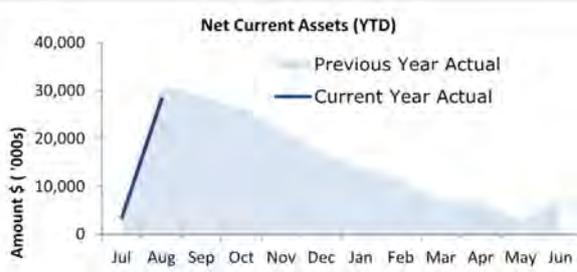 Net Current Assets (YTD)
Amount $ ( '000s)
40,000
30,000
20,000
10,000
0
Previous Year Actual
Current Year Actual
Jul Aug Sep Oct Nov Dec Jan Feb Mar Apr May Jun